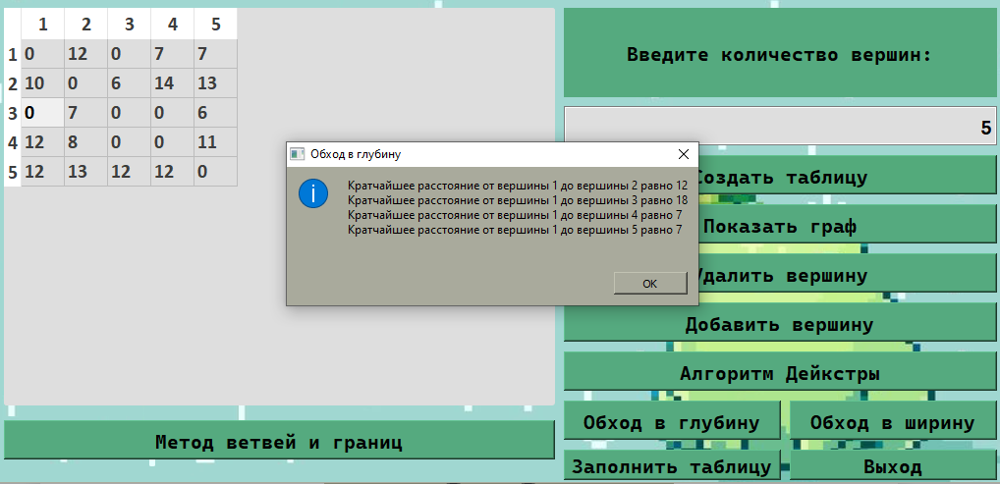 1 2 3 4 5
1 0 12 0 7 7
2 10 0 6 14 13
3 0 7 0 0 6
4 12 8 0 0 11
5 12 13 12 12 0
Введите количество вершин:
5
Обход в глубину
Кратчайшее расстояние от вершины 1 до вершины 2 равно 12
Кратчайшее расстояние от вершины 1 до вершины 3 равно 18
Кратчайшее расстояние от вершины 1 до вершины 4 равно 7
Кратчайшее расстояние от вершины 1 до вершины 5 равно 7
OK
Создать таблицу
Показать граф
Удалить вершину
Добавить вершину
Алгоритм Дейкстры
Обход в глубину
Обход в ширину
Метод ветвей и границ
Заполнить таблицу
Выход